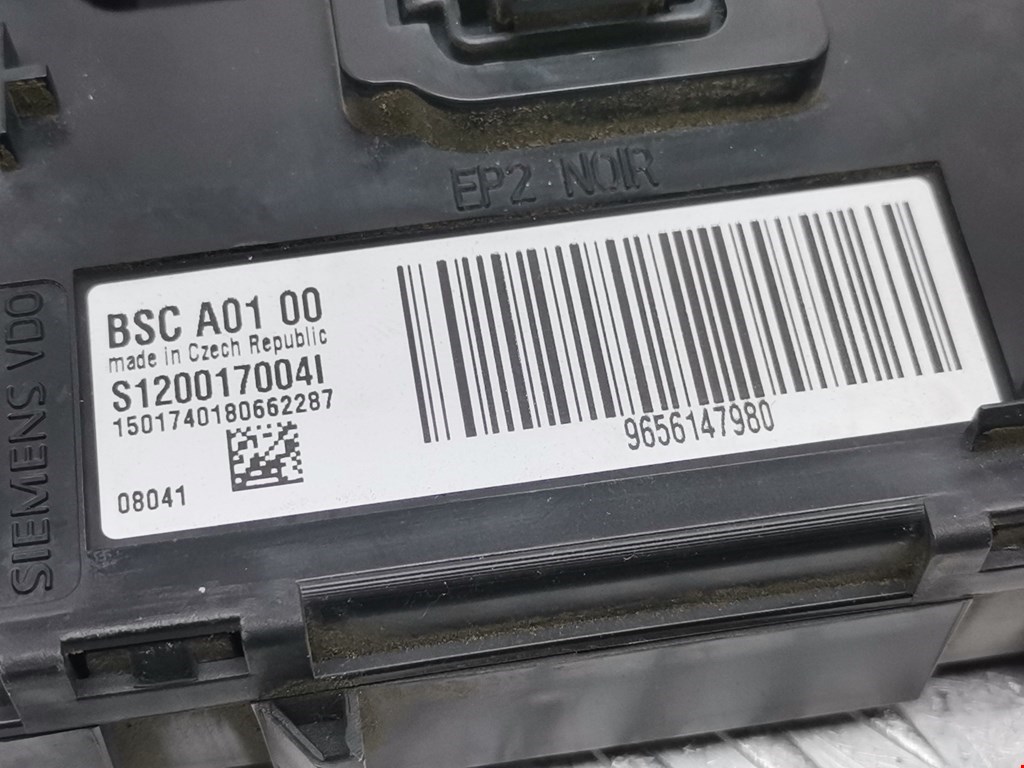 EP2 NOIR
SIEMENS VDO
BSC A01 00
made in Czech Republic
S120017004I
1501740180662287
08041
9656147980